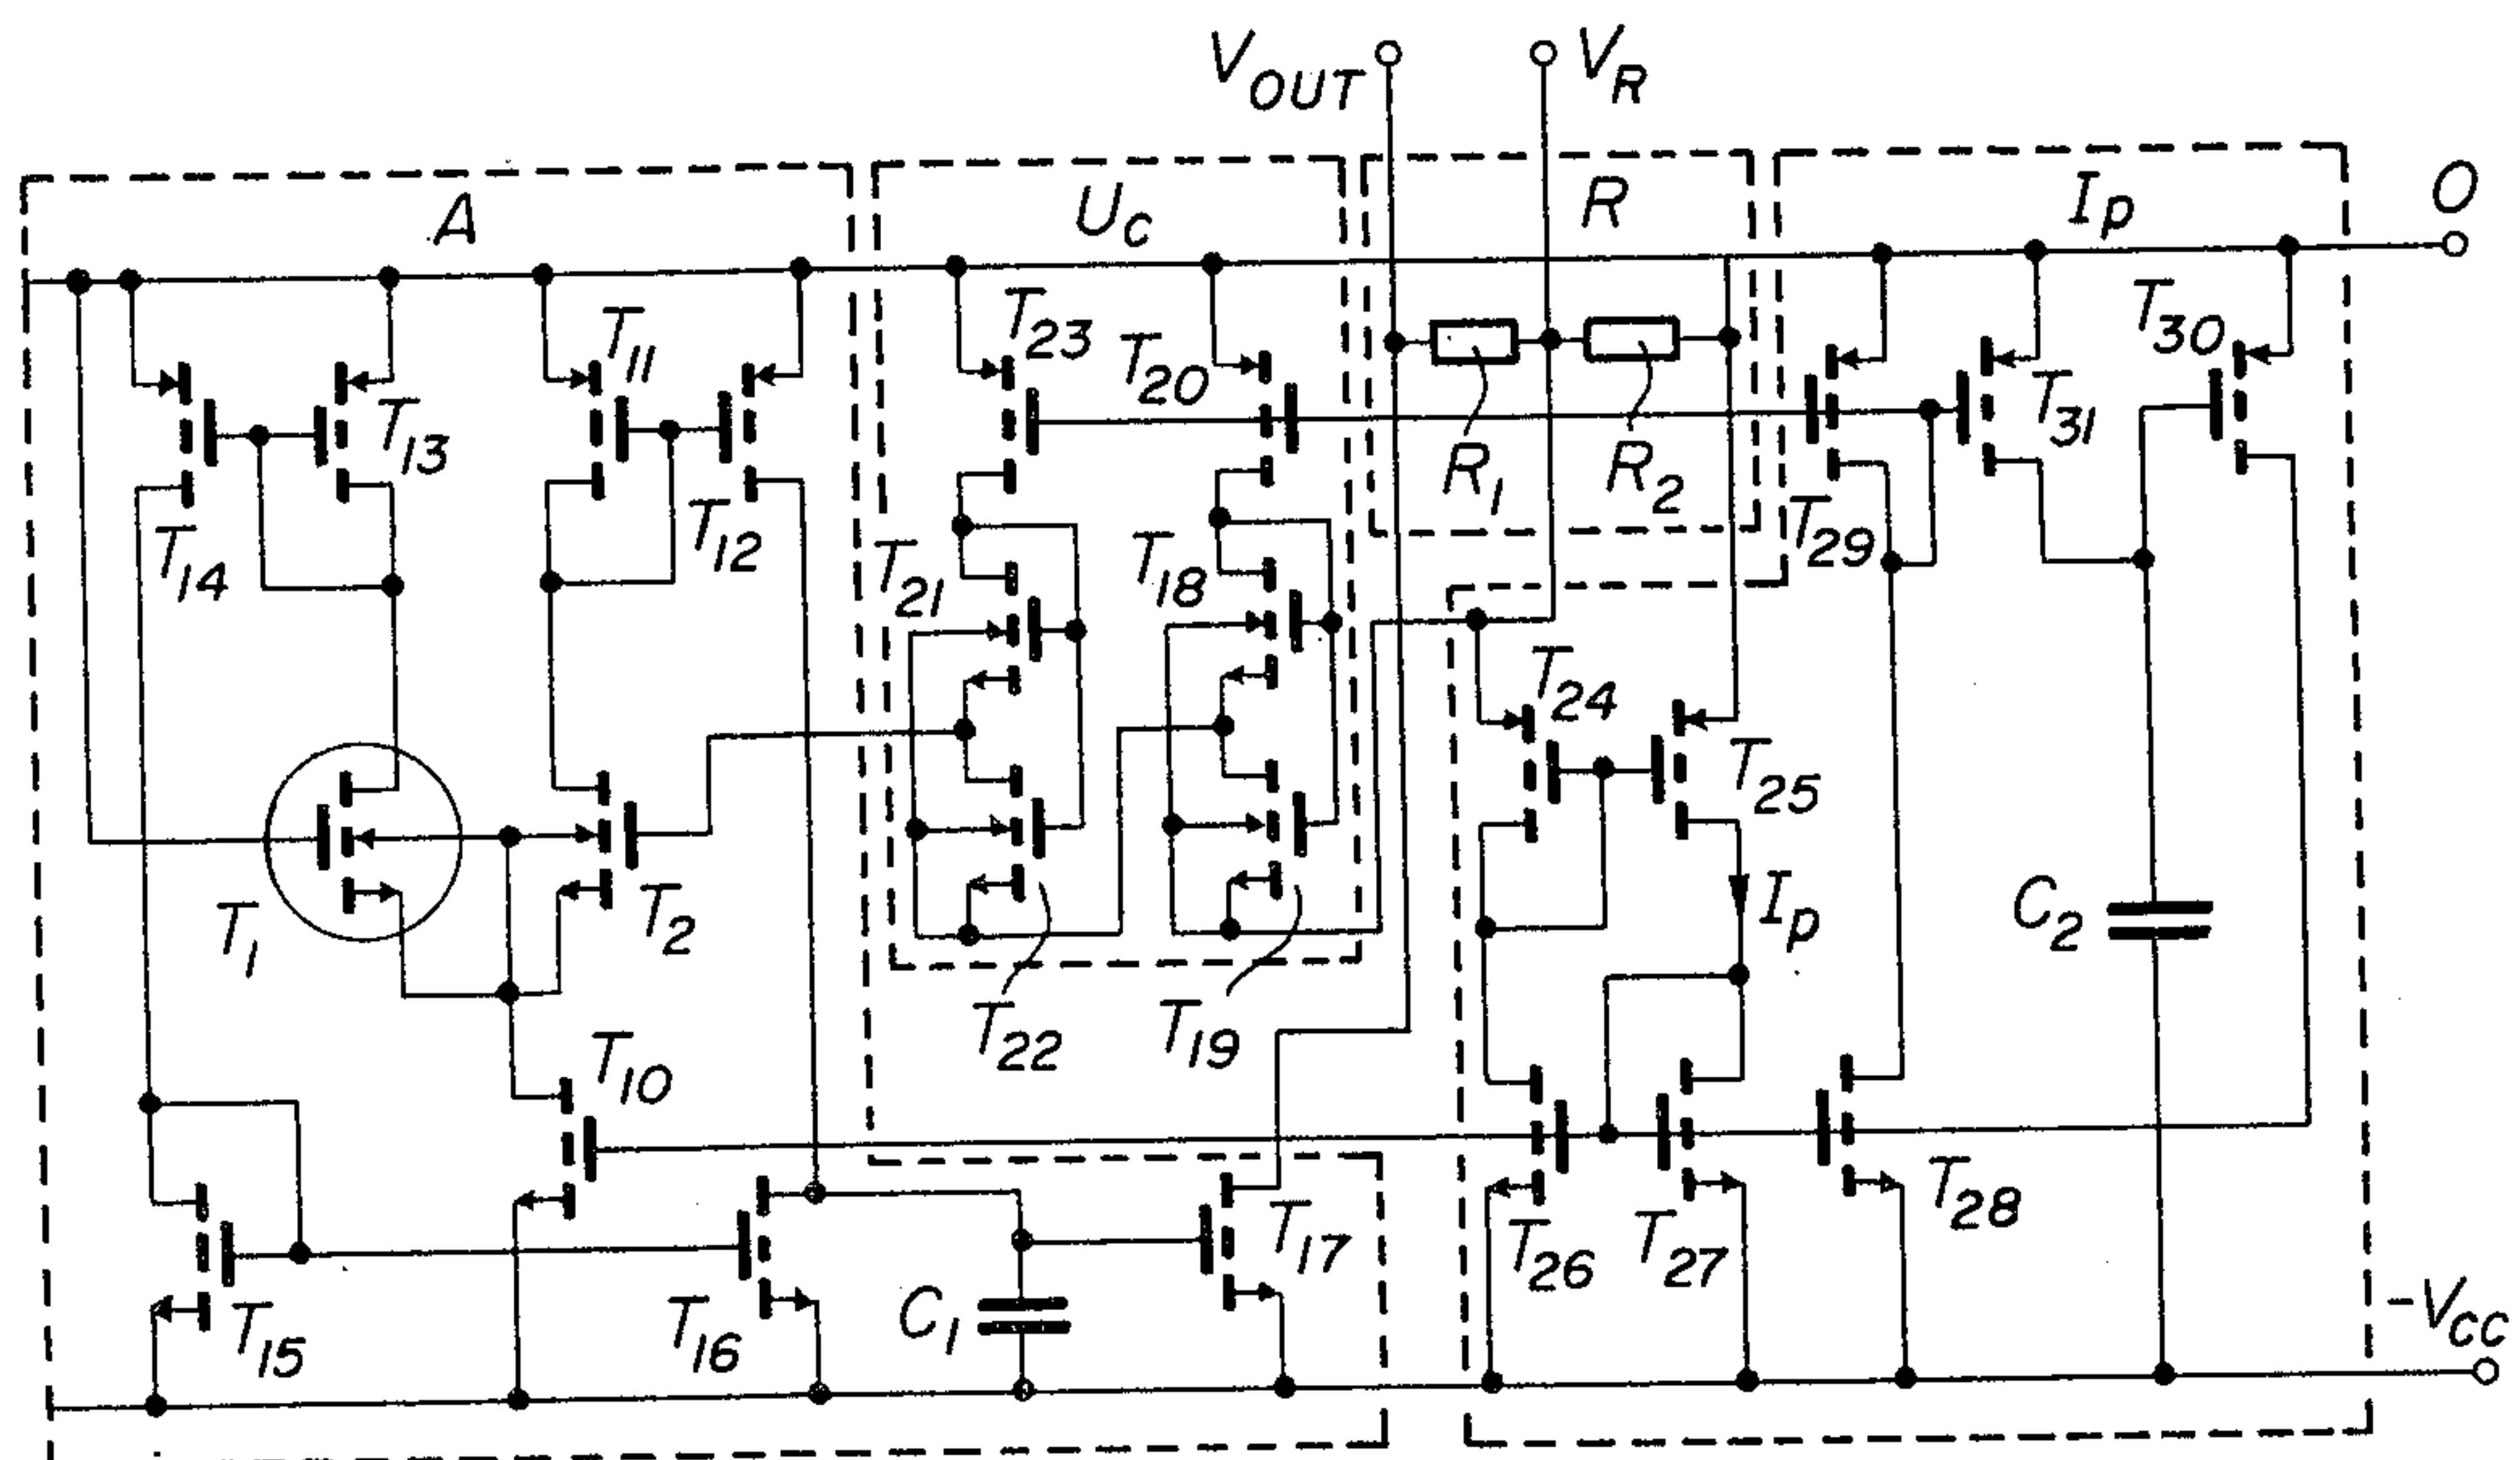 V_OUT
V_R
A
U_C
R
I_P
O
T_11
T_23
T_20
T_30
T_13
T_31
R_1
R_2
T_14
T_12
T_29
T_21
T_18
T_24
T_25
T_1
T_2
I_P
C_2
T_22
T_19
T_10
T_15
T_16
C_1
T_17
T_26
T_27
T_28
-V_CC